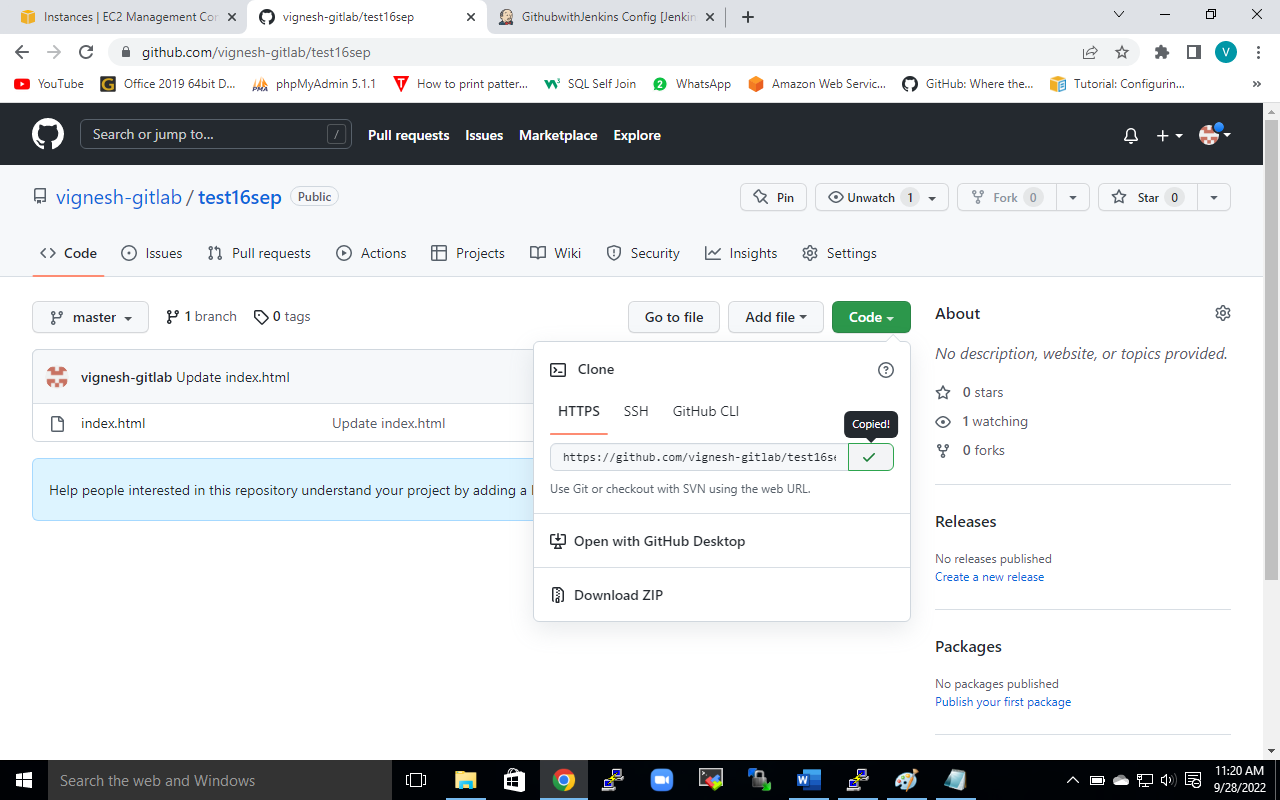 Instances | EC2 Management Con
vignesh-gitlab/test16sep
GithubwithJenkins Config [Jenkin
github.com/vignesh-gitlab/test16sep
V
YouTube
Office 2019 64bit D...
phpMyAdmin 5.1.1
How to print patter...
SQL Self Join
2 WhatsApp
Amazon Web Servic...
GitHub: Where the...
Tutorial: Configurin...
»
Search or jump to...
/
Pull requests
Issues
Marketplace
Explore
vignesh-gitlab / test16sep
Public
Pin
Unwatch 1
Fork 0
Star 0
Code
Issues
Pull requests
Actions
Projects
Wiki
Security
Insights
Settings
master
1 branch
0 tags
Go to file
Add file
Code
vignesh-gitlab Update index.html
index.html
Update index.html
Help people interested in this repository understand your project by adding a
Clone
HTTPS
SSH
GitHub CLI
Copied!
https://github.com/vignesh-gitlab/test16se
Use Git or checkout with SVN using the web URL.
Open with GitHub Desktop
Download ZIP
About
No description, website, or topics provided.
0 stars
1 watching
0 forks
Releases
No releases published
Create a new release
Packages
No packages published
Publish your first package
Search the web and Windows
11:20 AM
9/28/2022